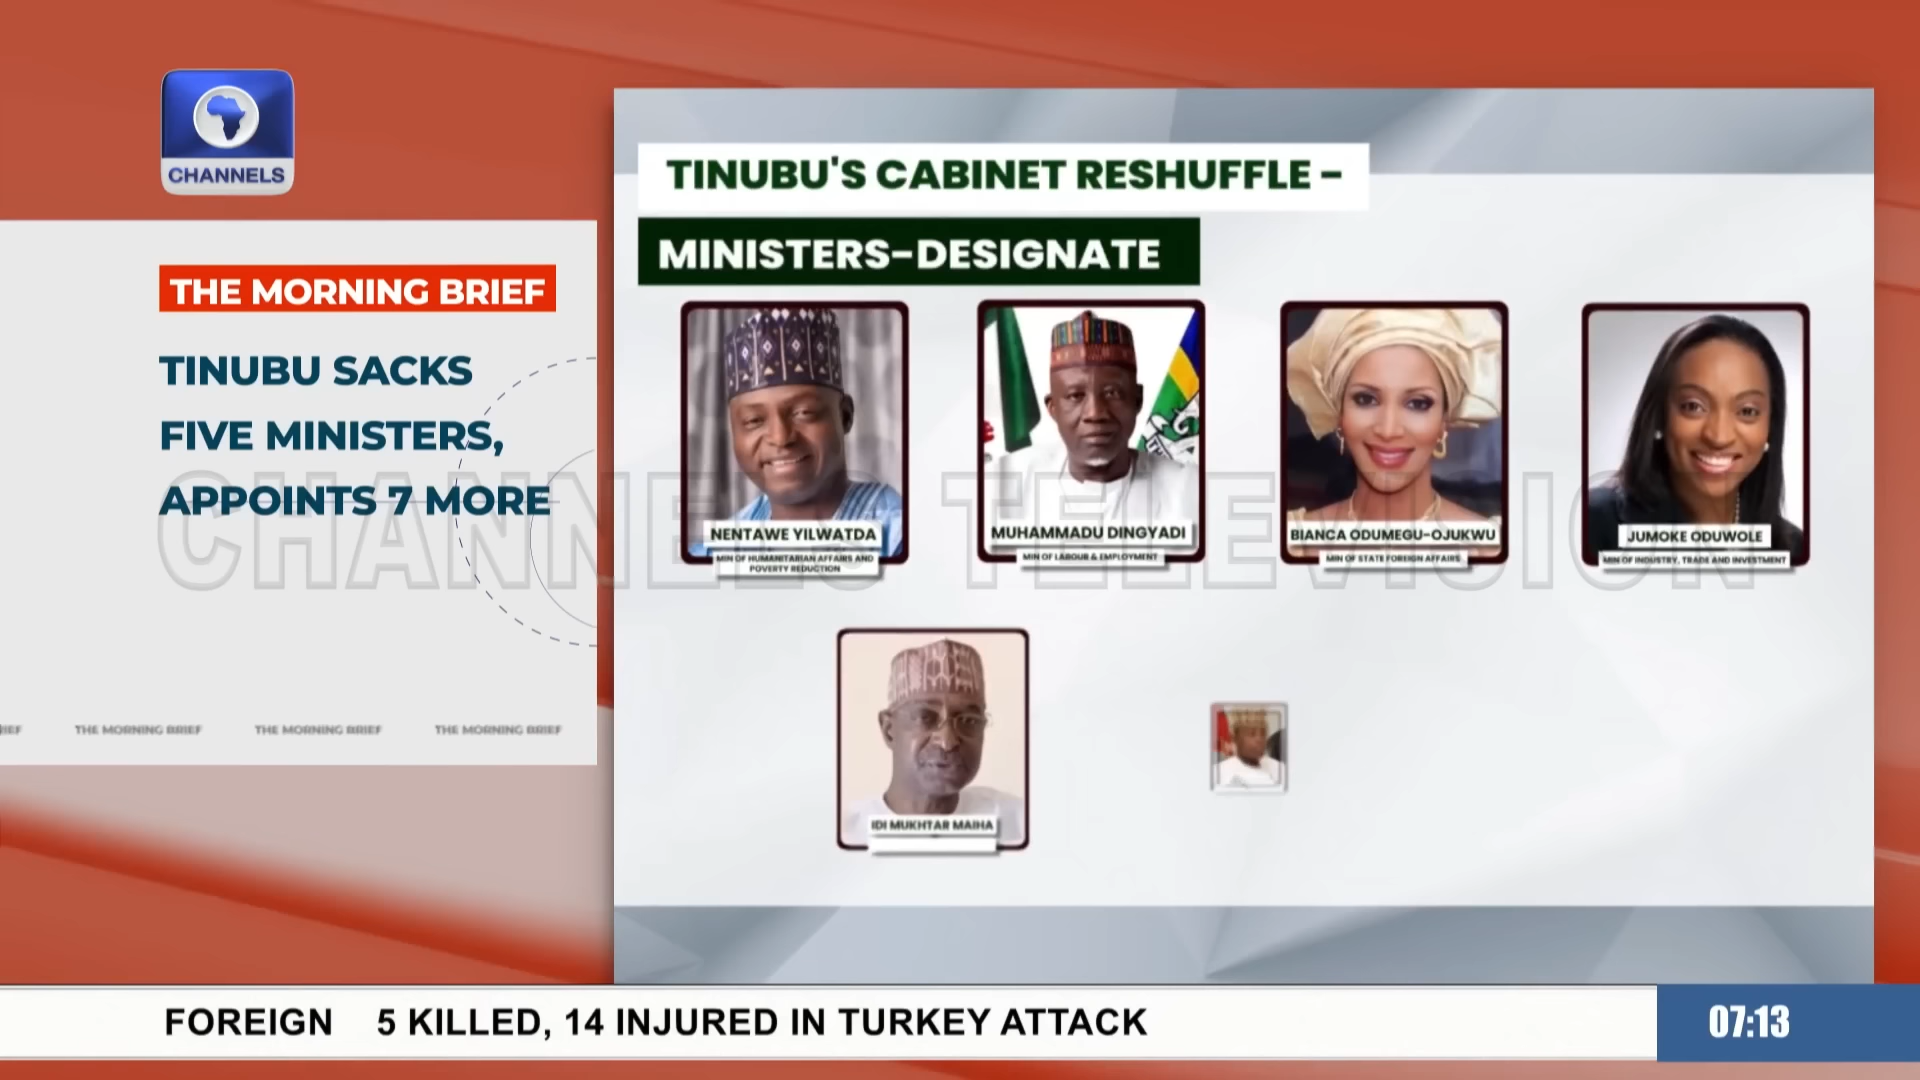 CHANNELS
THE MORNING BRIEF
TINUBU SACKS
FIVE MINISTERS,
APPOINTS 7 MORE
THE MORNING BRIEF
THE MORNING BRIEF
THE MORNING BRIEF
TINUBU'S CABINET RESHUFFLE –
MINISTERS–DESIGNATE
NENTAWE YILWATDA
MIN OF HUMANITARIAN AFFAIRS AND
POVERTY REDUCTION
MUHAMMADU DINGYADI
MIN OF LABOUR & EMPLOYMENT
BIANCA ODUMEGU-OJUKWU
MIN OF STATE FOREIGN AFFAIRS
JUMOKE ODUWOLE
MIN OF INDUSTRY, TRADE AND INVESTMENT
IDI MUKHTAR MAIHA
CHANNELS TELEVISION
FOREIGN 5 KILLED, 14 INJURED IN TURKEY ATTACK
07:13